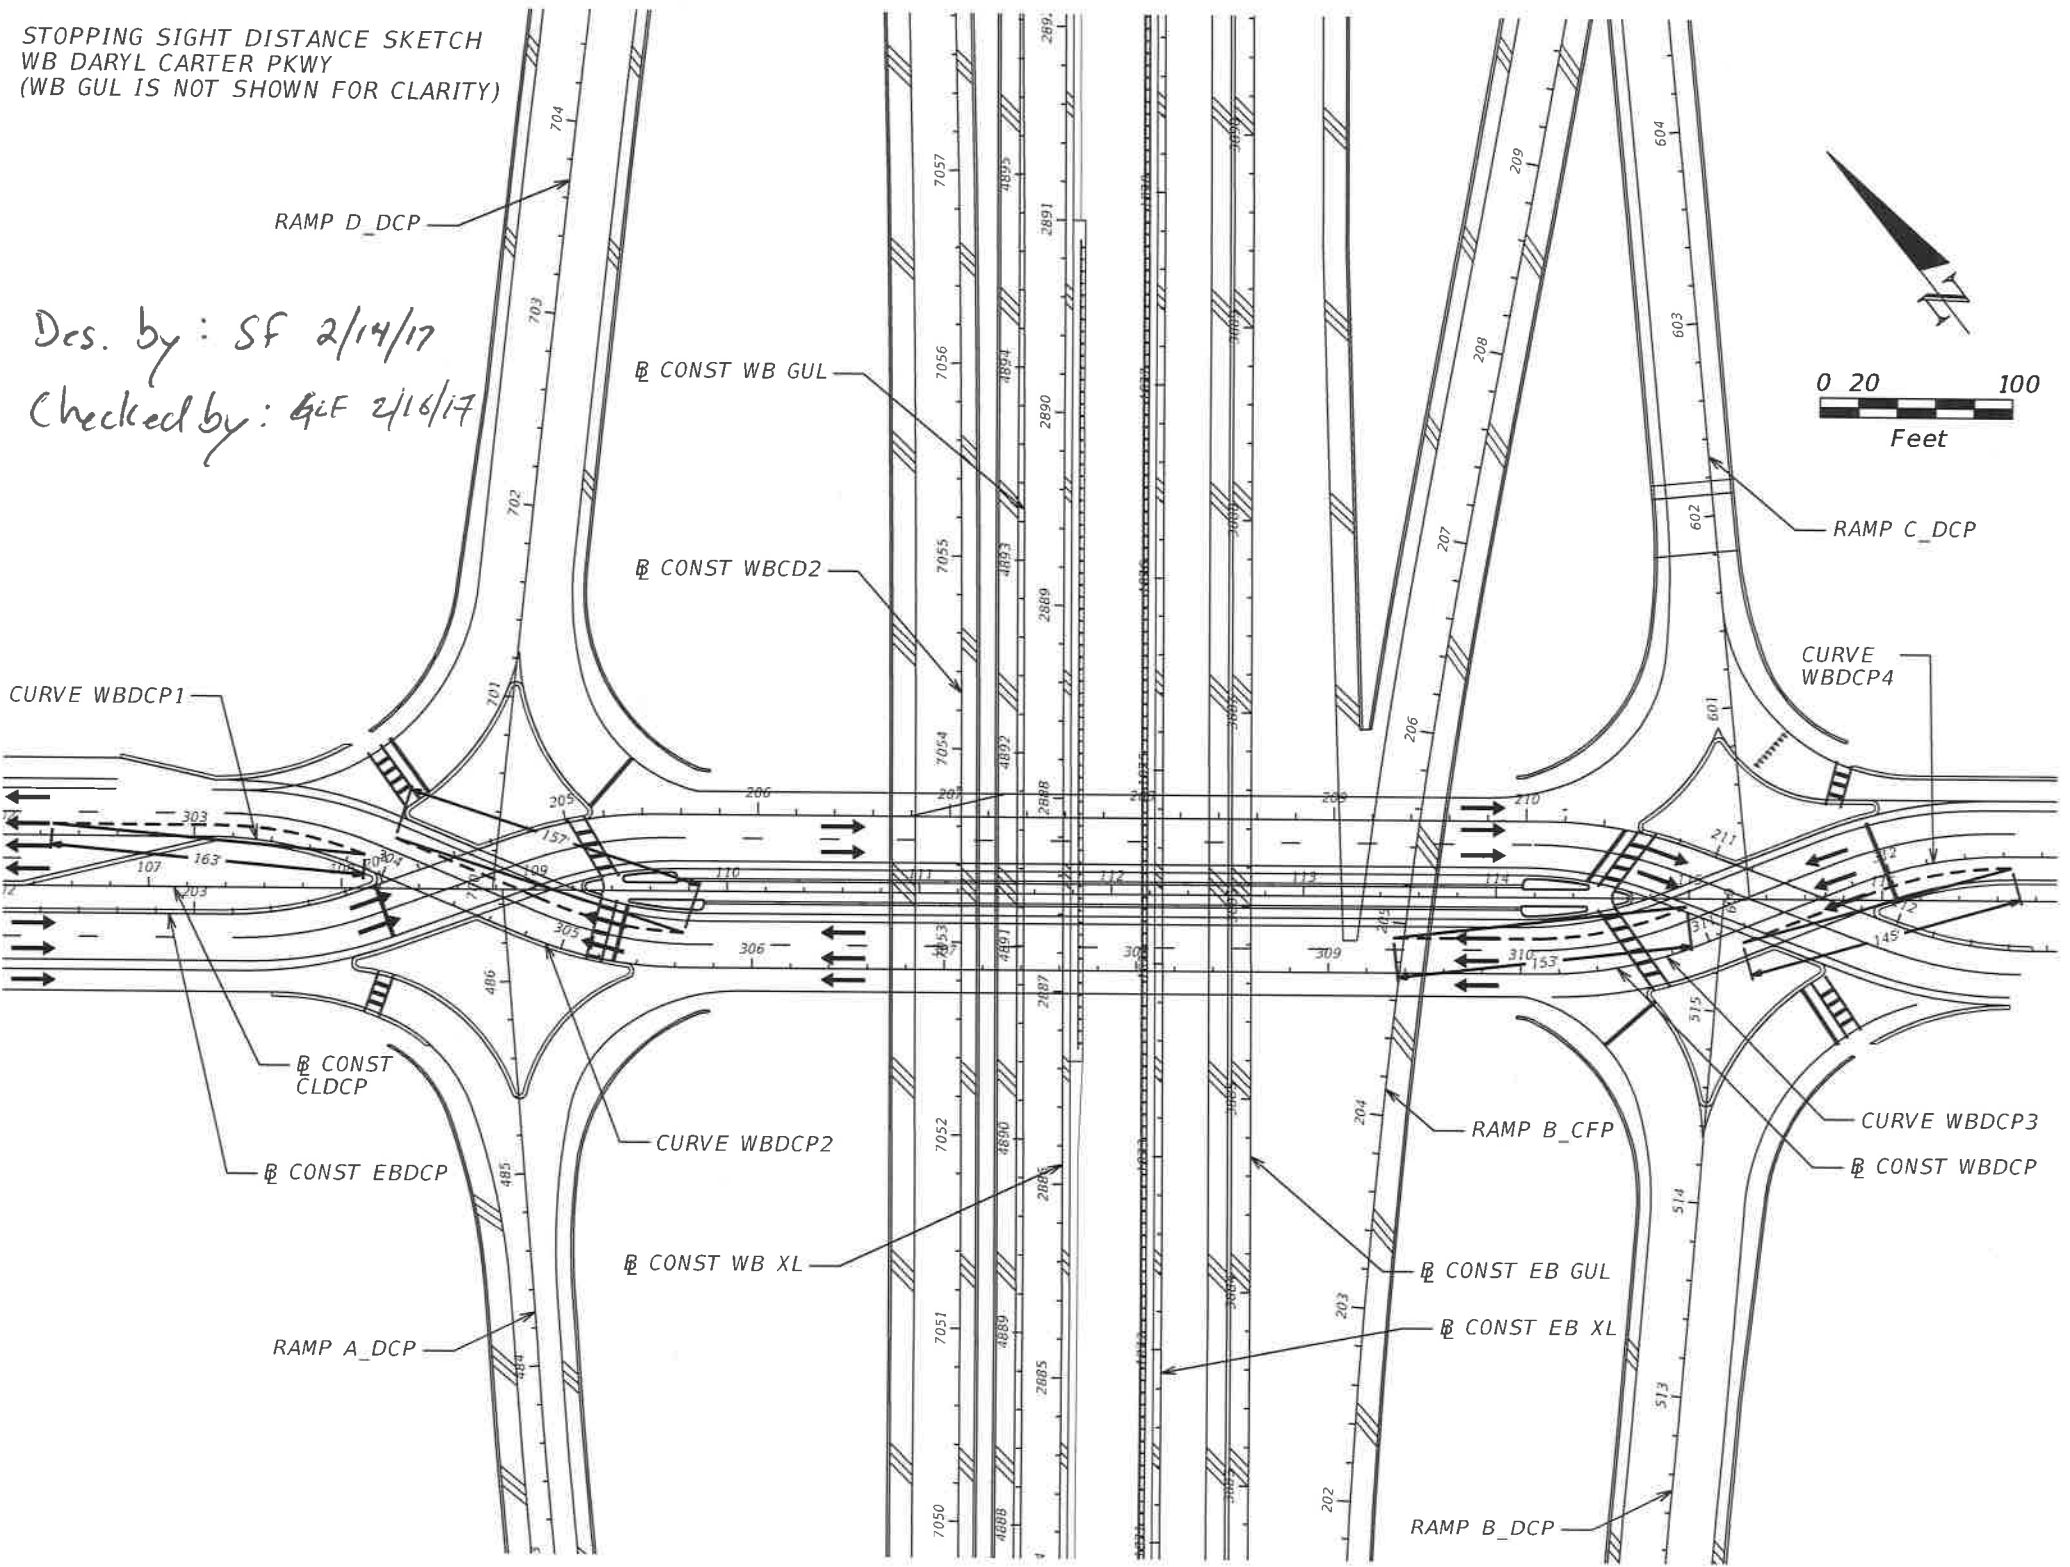 STOPPING SIGHT DISTANCE SKETCH
WB DARYL CARTER PKWY
(WB GUL IS NOT SHOWN FOR CLARITY)
Des. by: SF 2/14/17
Checked by: GLF 2/16/17
RAMP D_DCP
704
703
702
701
℄ CONST WB GUL
℄ CONST WBCD2
7057
7056
7055
7054
7052
7051
7050
4895
4894
4893
4892
4891
4890
4889
4888
2891
2890
2889
2888
2887
2886
2885
209
208
207
206
204
203
202
604
603
602
601
0 20 100
Feet
RAMP C_DCP
CURVE
WBDCP4
CURVE WBDCP1
303
163'
107
203
205
157'
109
305
206
110
306
111
112
113
114
209
309
210
310
153'
211
212
145'
486
485
484
515
514
513
℄ CONST
CLDCP
℄ CONST EBDCP
CURVE WBDCP2
℄ CONST WB XL
RAMP A_DCP
RAMP B_CFP
CURVE WBDCP3
℄ CONST WBDCP
℄ CONST EB GUL
℄ CONST EB XL
RAMP B_DCP